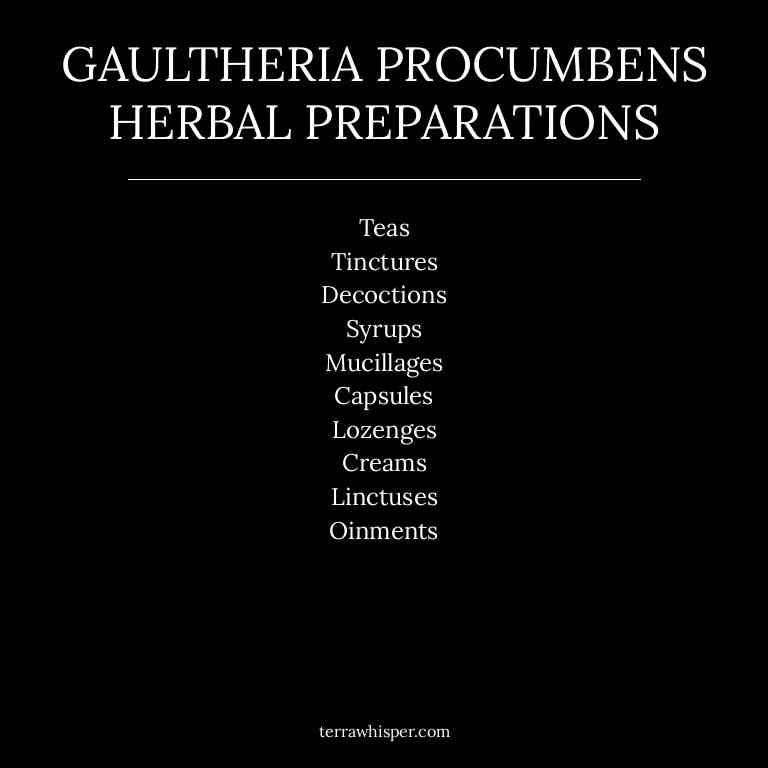 GAULTHERIA PROCUMBENS
HERBAL PREPARATIONS
Teas
Tinctures
Decoctions
Syrups
Mucillages
Capsules
Lozenges
Creams
Linctuses
Oinments
terrawhisper.com